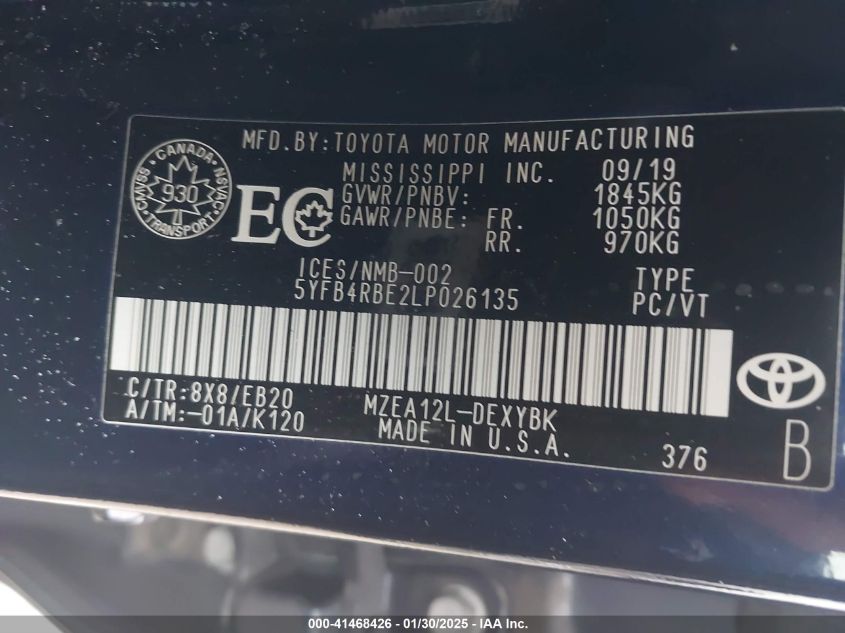 MFD.BY:TOYOTA MOTOR MANUFACTURING
MISSISSIPPI INC. 09/19
GVWR/PNBV: 1845KG
GAWR/PNBE: FR. 1050KG
RR. 970KG
CANADA
CMVSS NSVAC
930
TRANSPORT
EC
ICES/NMB-002
5YFB4RBE2LP026135
TYPE
PC/VT
C/TR:8X8/EB20
A/TM:-01A/K120
MZEA12L-DEXYBK
MADE IN U.S.A.
376
B
000-41468426 - 01/30/2025 - IAA Inc.